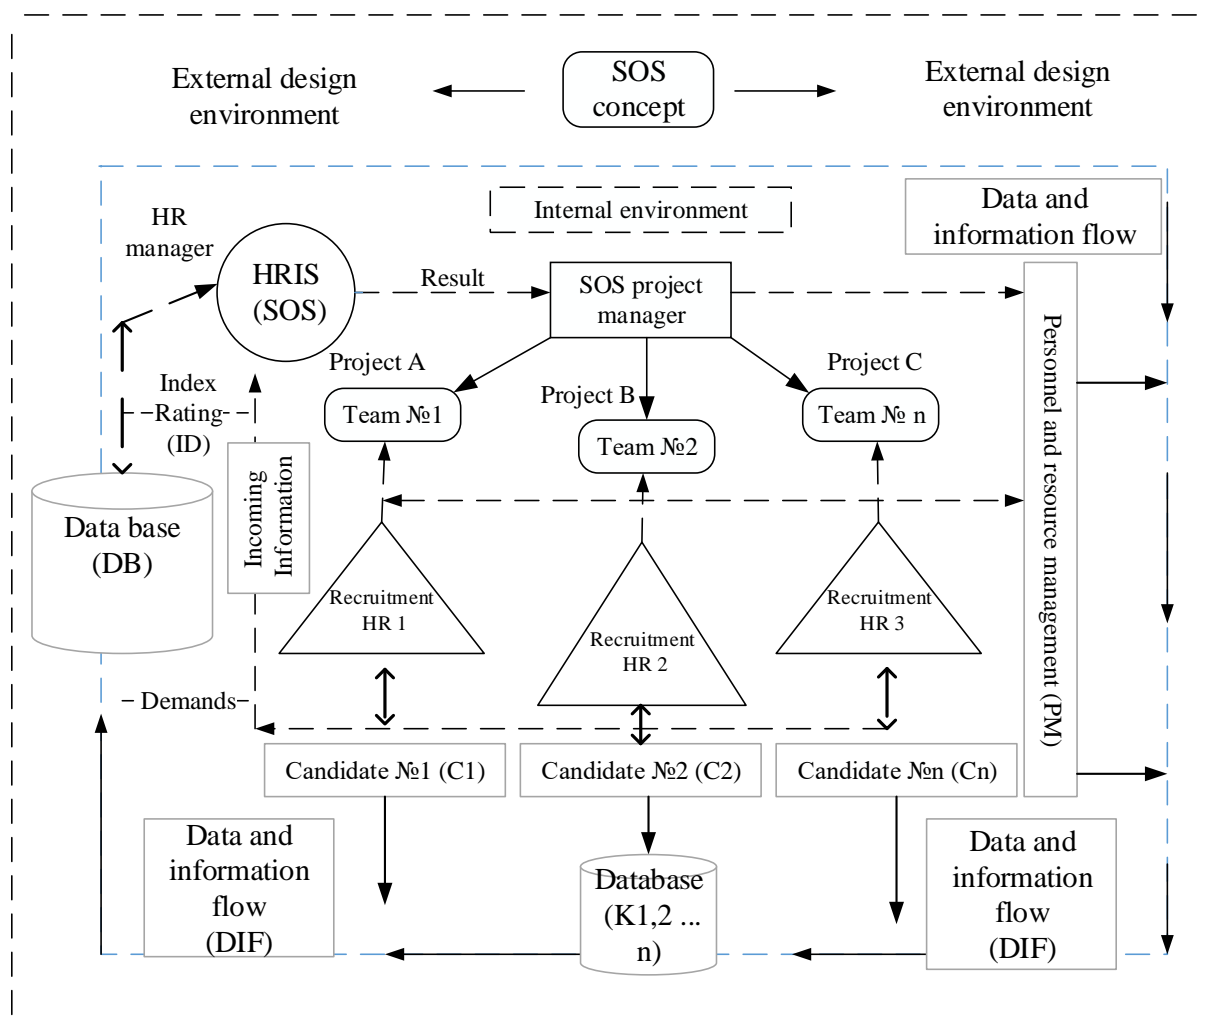 External design
environment
SOS
concept
External design
environment
Internal environment
Data and
information flow
HR
manager
HRIS
(SOS)
Result
SOS project
manager
Project A
Project B
Project C
Team №1
Team №2
Team № n
Index
Rating
(ID)
Incoming
Information
Data base
(DB)
Personnel and resource management (PM)
Recruitment
HR 1
Recruitment
HR 2
Recruitment
HR 3
Demands
Candidate №1 (C1)
Candidate №2 (C2)
Candidate №n (Cn)
Data and
information
flow
(DIF)
Database
(K1,2 ...
n)
Data and
information
flow
(DIF)